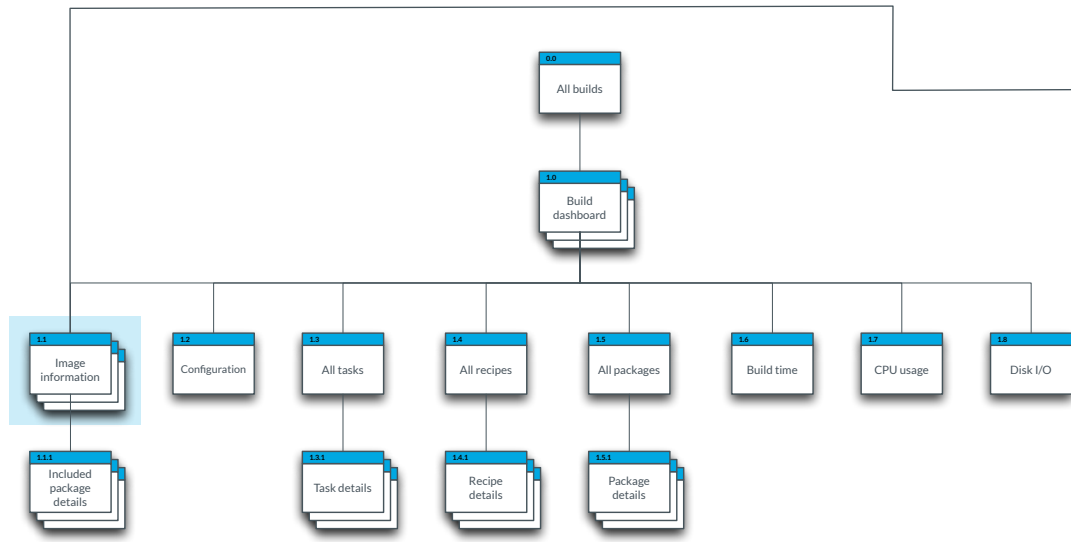 0.0
All builds
1.0
Build
dashboard
1.1
Image
information
1.2
Configuration
1.3
All tasks
1.4
All recipes
1.5
All packages
1.6
Build time
1.7
CPU usage
1.8
Disk I/O
1.1.1
Included
package
details
1.3.1
Task details
1.4.1
Recipe
details
1.5.1
Package
details